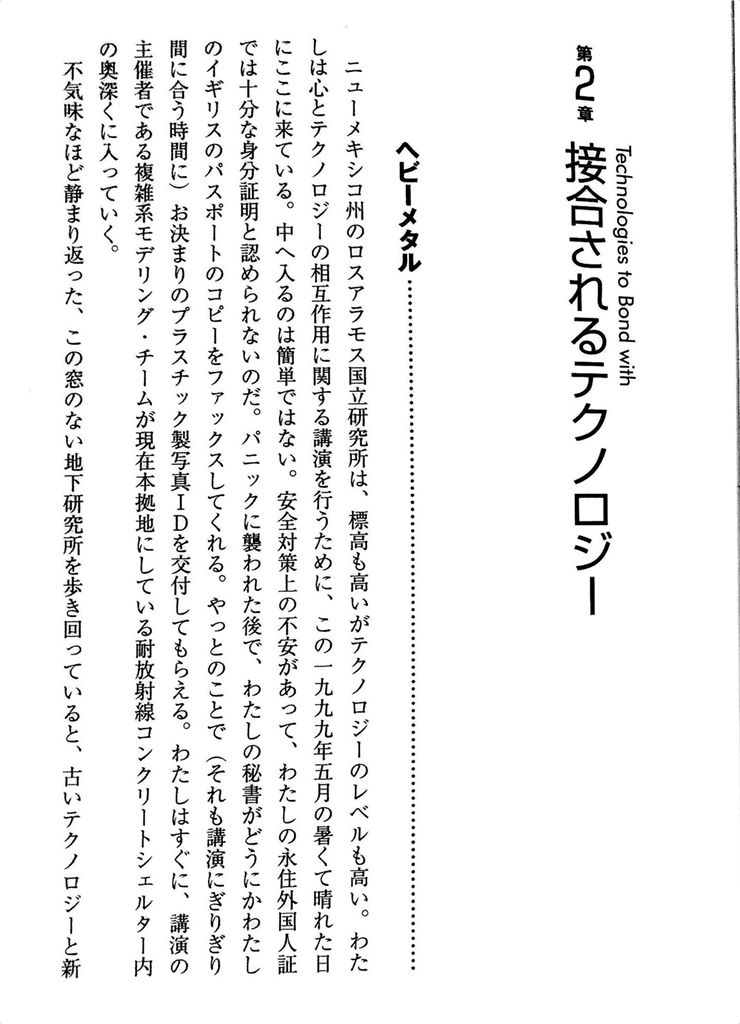 第2章
Technologies to Bond with
接合されるテクノロジー
ヘビーメタル
ニューメキシコ州のロスアラモス国立研究所は、標高も高いがテクノロジーのレベルも高い。わた
しは心とテクノロジーの相互作用に関する講演を行うために、この一九九九年五月の暑くて晴れた日
にここに来ている。中へ入るのは簡単ではない。安全対策上の不安があって、わたしの永住外国人証
では十分な身分証明と認められないのだ。パニックに襲われた後で、わたしの秘書がどうにかわたし
のイギリスのパスポートのコピーをファックスしてくれる。やっとのことで（それも講演にぎりぎり
間に合う時間に）お決まりのプラスチック製写真IDを交付してもらえる。わたしはすぐに、講演の
主催者である複雑系モデリング・チームが現在本拠地にしている耐放射線コンクリートシェルター内
の奥深くに入っていく。
不気味なほど静まり返った、この窓のない地下研究所を歩き回っていると、古いテクノロジーと新